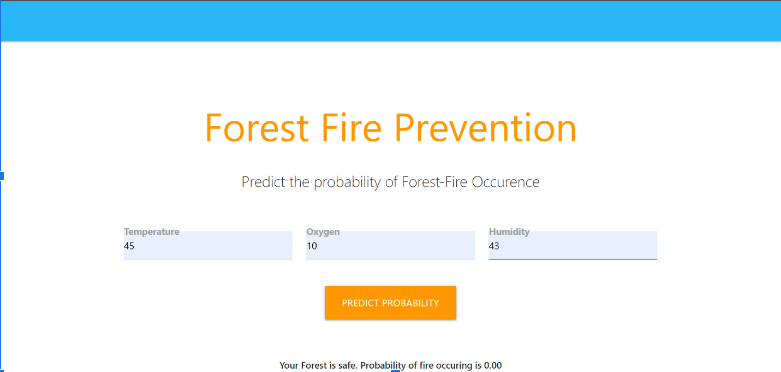 Forest Fire Prevention
Predict the probability of Forest-Fire Occurence
Temperature Oxygen Humidity
45 10 43
PREDICT PROBABILITY
Your Forest is safe. Probability of fire occuring is 0.00